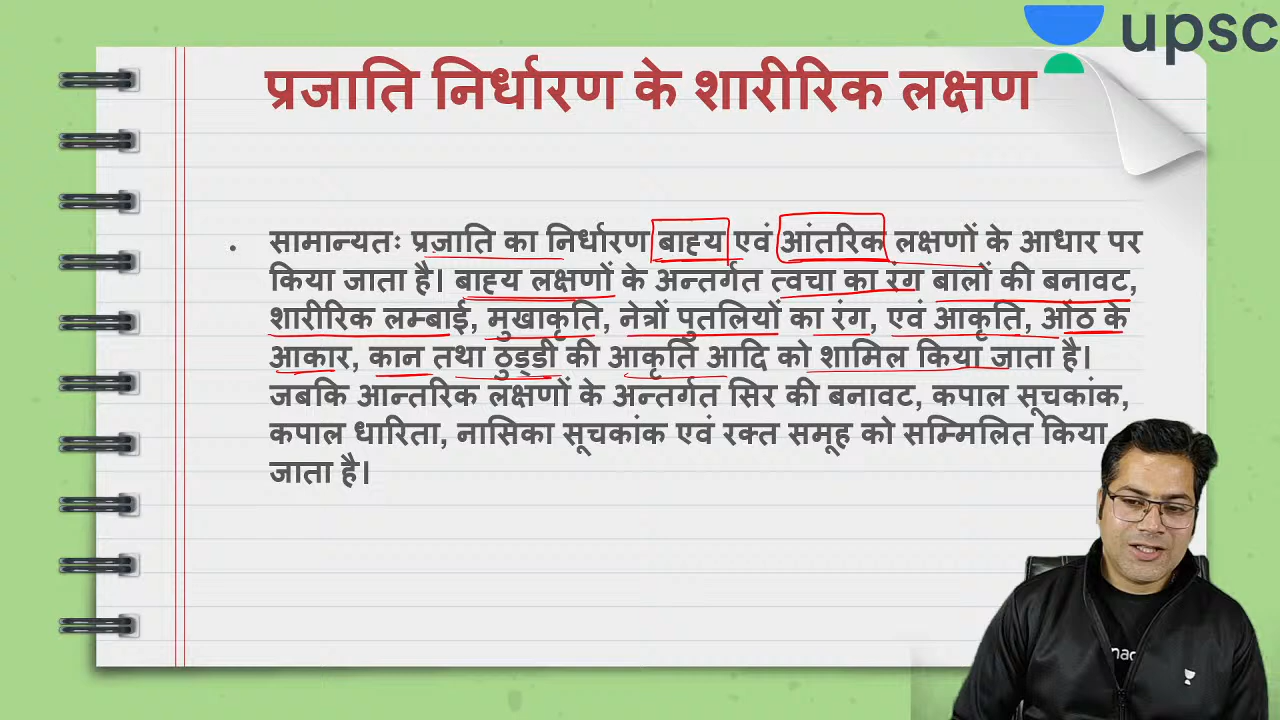 upsc
प्रजाति निर्धारण के शारीरिक लक्षण
• सामान्यतः प्रजाति का निर्धारण बाह्य एवं आंतरिक लक्षणों के आधार पर
किया जाता है। बाह्य लक्षणों के अन्तर्गत त्वचा का रंग बालों की बनावट,
शारीरिक लम्बाई, मुखाकृति, नेत्रों पुतलियों का रंग, एवं आकृति, ओंठ के
आकार, कान तथा ठुड्डी की आकृति आदि को शामिल किया जाता है।
जबकि आन्तरिक लक्षणों के अन्तर्गत सिर की बनावट, कपाल सूचकांक,
कपाल धारिता, नासिका सूचकांक एवं रक्त समूह को सम्मिलित किया
जाता है।